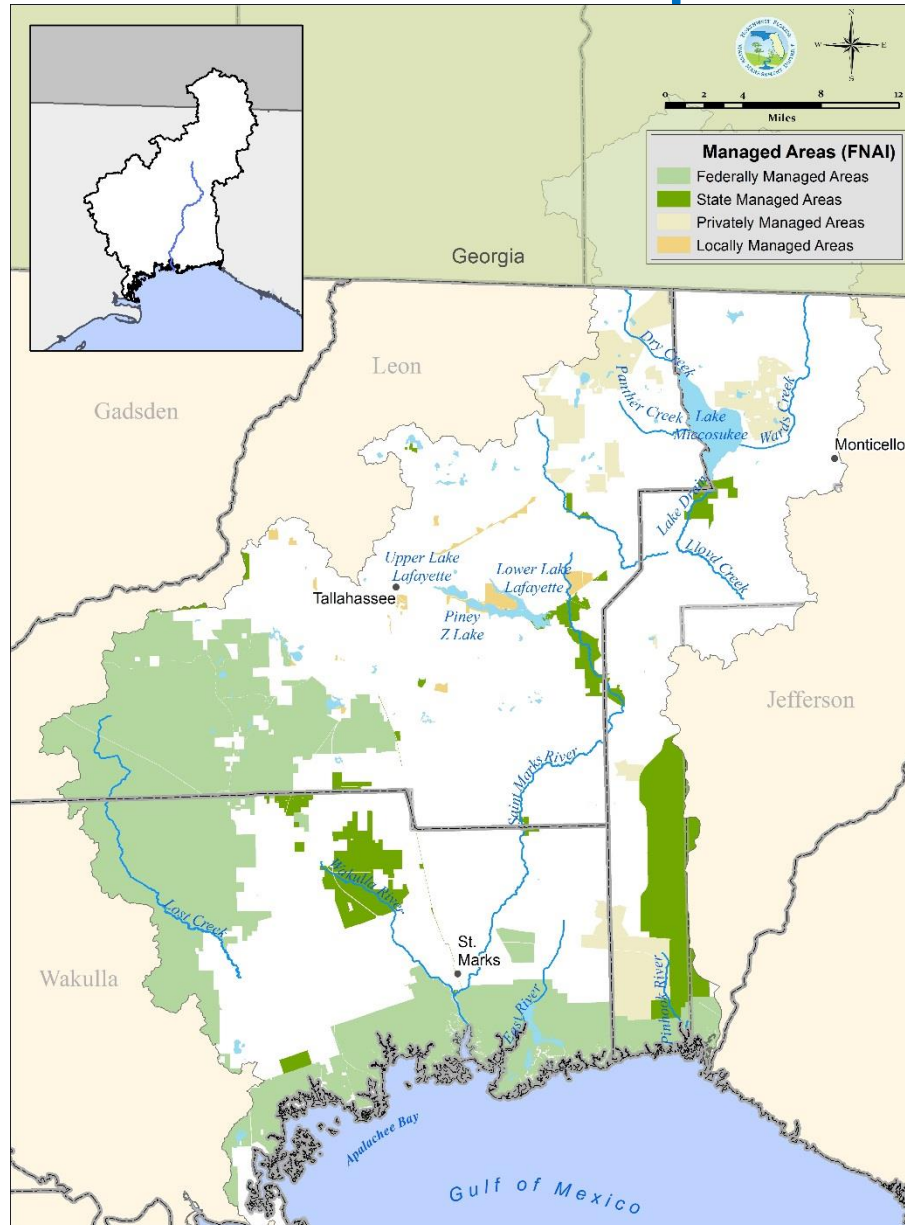 N
W
E
S
0 2 4 8 12
Miles
Managed Areas (FNAI)
Federally Managed Areas
State Managed Areas
Privately Managed Areas
Locally Managed Areas
Georgia
Leon
Gadsden
Dry Creek
Panther Creek
Lake
Miccosukee
Wards Creek
Monticello
Lake Drain
Lloyd Creek
Upper Lake
Lafayette
Lower Lake
Lafayette
Tallahassee
Piney
Z Lake
Jefferson
Saint Marks River
Wakulla River
Lost Creek
St.
Marks
Wakulla
East River
Pinhook River
Apalachee Bay
Gulf of Mexico